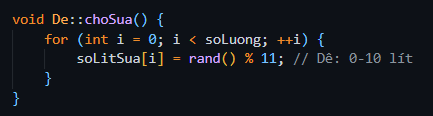 void De::choSua() {
    for (int i = 0; i < soLuong; ++i) {
        soLitSua[i] = rand() % 11; // Dê: 0-10 lít
    }
}